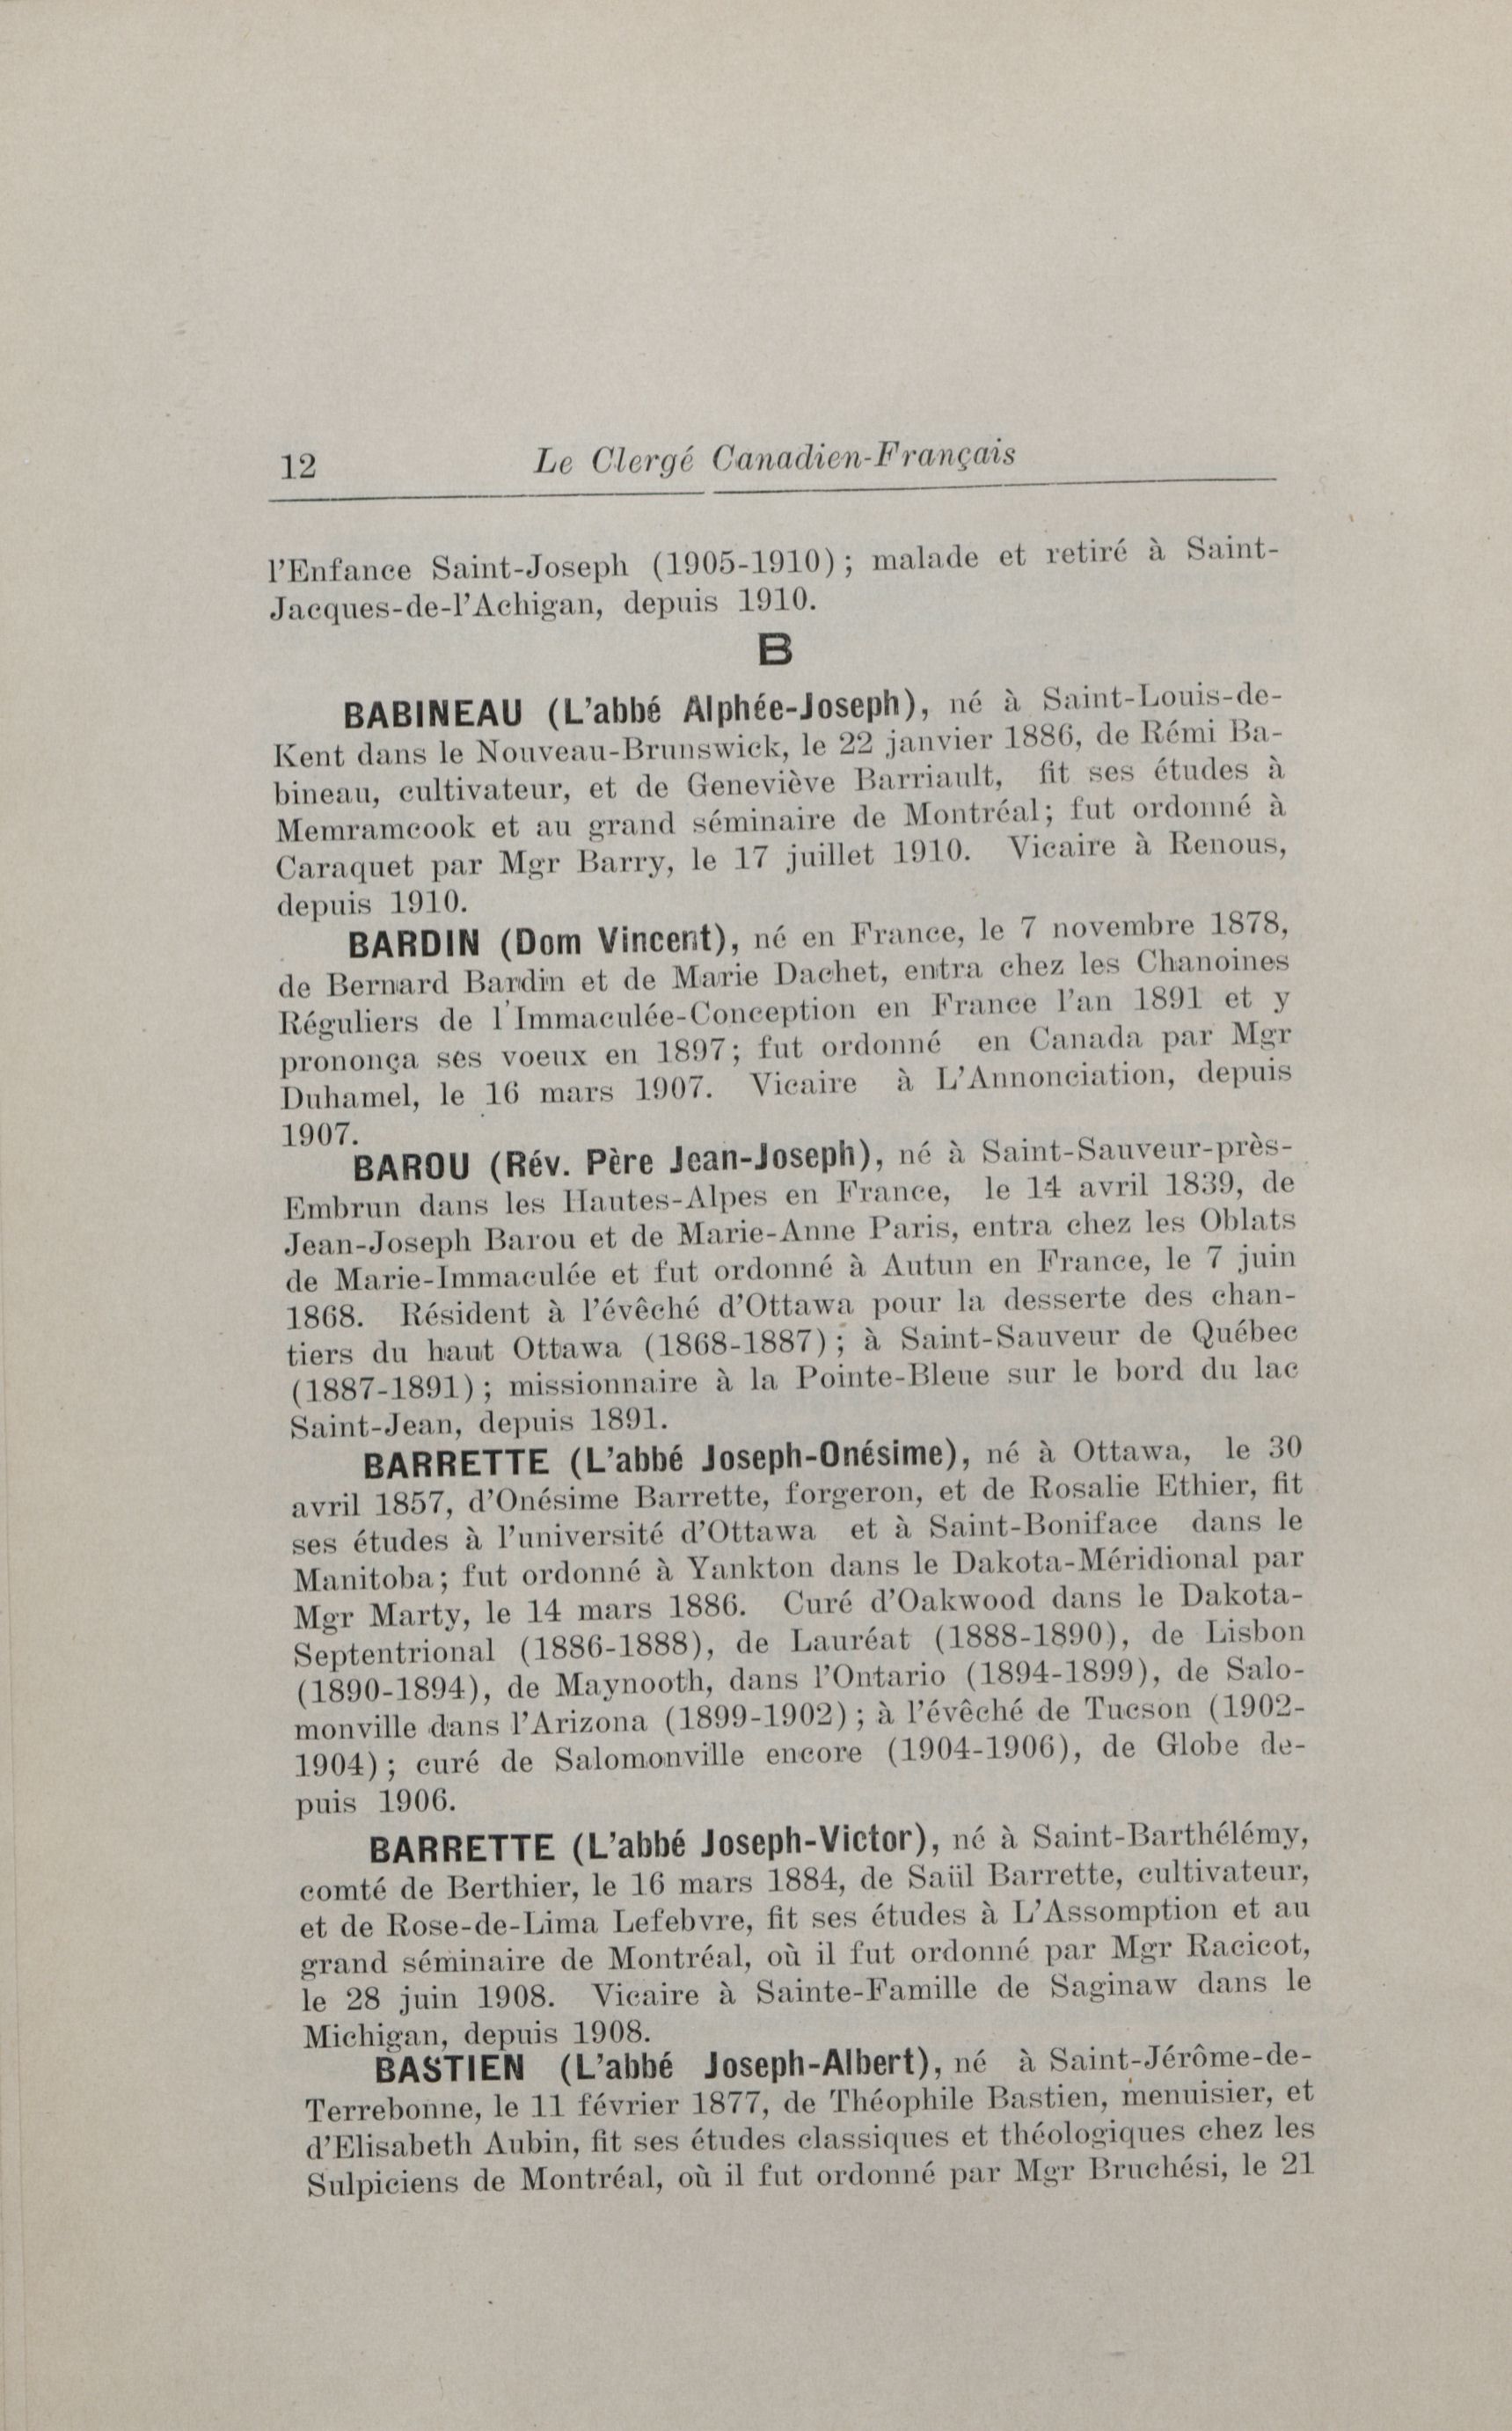 12
Le Clergé Canadien-Français
l'Enfance Saint-Joseph (1905-1910); malade et retiré à Saint-
Jacques-de-l'Achigan, depuis 1910.
B
BABINEAU (L'abbé Alphée-Joseph), né à Saint-Louis-de-
Kent dans le Nouveau-Brunswick, le 22 janvier 1886, de Rémi Ba-
bineau, cultivateur, et de Geneviève Barriault, fit ses études à
Memramcook et au grand séminaire de Montréal; fut ordonné à
Caraquet par Mgr Barry, le 17 juillet 1910. Vicaire à Renous,
depuis 1910.
BARDIN (Dom Vincent), né en France, le 7 novembre 1878,
de Bernard Bardin et de Marie Dachet, entra chez les Chanoines
Réguliers de l'Immaculée-Conception en France l'an 1891 et y
prononça ses voeux en 1897; fut ordonné en Canada par Mgr
Duhamel, le 16 mars 1907. Vicaire à L'Annonciation, depuis
1907.
BAROU (Rév. Père Jean-Joseph), né à Saint-Sauveur-près-
Embrun dans les Hautes-Alpes en France, le 14 avril 1839, de
Jean-Joseph Barou et de Marie-Anne Paris, entra chez les Oblats
de Marie-Immaculée et fut ordonné à Autun en France, le 7 juin
1868. Résident à l'évêché d'Ottawa pour la desserte des chan-
tiers du haut Ottawa (1868-1887); à Saint-Sauveur de Québec
(1887-1891); missionnaire à la Pointe-Bleue sur le bord du lac
Saint-Jean, depuis 1891.
BARRETTE (L'abbé Joseph-Onésime), né à Ottawa, le 30
avril 1857, d'Onésime Barrette, forgeron, et de Rosalie Ethier, fit
ses études à l'université d'Ottawa et à Saint-Boniface dans le
Manitoba; fut ordonné à Yankton dans le Dakota-Méridional par
Mgr Marty, le 14 mars 1886. Curé d'Oakwood dans le Dakota-
Septentrional (1886-1888), de Lauréat (1888-1890), de Lisbon
(1890-1894), de Maynooth, dans l'Ontario (1894-1899), de Salo-
monville dans l'Arizona (1899-1902); à l'évêché de Tucson (1902-
1904); curé de Salomonville encore (1904-1906), de Globe de-
puis 1906.
BARRETTE (L'abbé Joseph-Victor), né à Saint-Barthélémy,
comté de Berthier, le 16 mars 1884, de Saül Barrette, cultivateur,
et de Rose-de-Lima Lefebvre, fit ses études à L'Assomption et au
grand séminaire de Montréal, où il fut ordonné par Mgr Racicot,
le 28 juin 1908. Vicaire à Sainte-Famille de Saginaw dans le
Michigan, depuis 1908.
BASTIEN (L'abbé Joseph-Albert), né à Saint-Jérôme-de-
Terrebonne, le 11 février 1877, de Théophile Bastien, menuisier, et
d'Elisabeth Aubin, fit ses études classiques et théologiques chez les
Sulpiciens de Montréal, où il fut ordonné par Mgr Bruchési, le 21